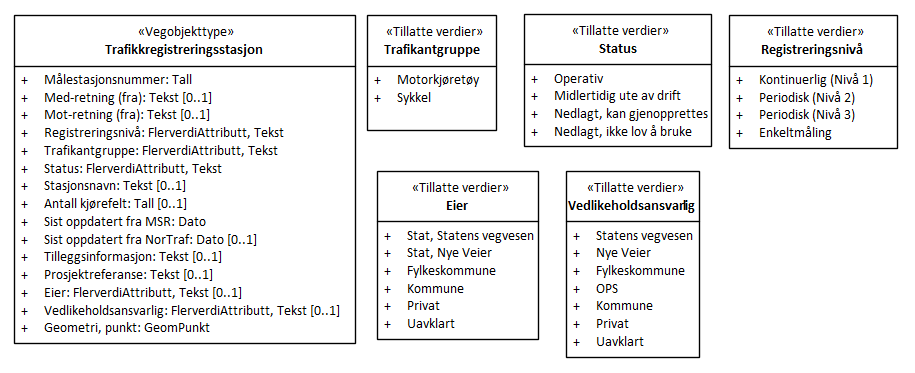 «Vegobjekttype»
Trafikkregistreringsstasjon
+ Målestasjonsnummer: Tall
+ Med-retning (fra): Tekst [0..1]
+ Mot-retning (fra): Tekst [0..1]
+ Registreringsnivå: FlerverdiAttributt, Tekst
+ Trafikantgruppe: FlerverdiAttributt, Tekst
+ Status: FlerverdiAttributt, Tekst
+ Stasjonsnavn: Tekst [0..1]
+ Antall kjørefelt: Tall [0..1]
+ Sist oppdatert fra MSR: Dato
+ Sist oppdatert fra NorTraf: Dato [0..1]
+ Tilleggsinformasjon: Tekst [0..1]
+ Prosjektreferanse: Tekst [0..1]
+ Eier: FlerverdiAttributt, Tekst [0..1]
+ Vedlikeholdsansvarlig: FlerverdiAttributt, Tekst [0..1]
+ Geometri, punkt: GeomPunkt
«Tillatte verdier»
Trafikantgruppe
+ Motorkjøretøy
+ Sykkel
«Tillatte verdier»
Status
+ Operativ
+ Midlertidig ute av drift
+ Nedlagt, kan gjenopprettes
+ Nedlagt, ikke lov å bruke
«Tillatte verdier»
Registreringsnivå
+ Kontinuerlig (Nivå 1)
+ Periodisk (Nivå 2)
+ Periodisk (Nivå 3)
+ Enkeltmåling
«Tillatte verdier»
Eier
+ Stat, Statens vegvesen
+ Stat, Nye Veier
+ Fylkeskommune
+ Kommune
+ Privat
+ Uavklart
«Tillatte verdier»
Vedlikeholdsansvarlig
+ Statens vegvesen
+ Nye Veier
+ Fylkeskommune
+ OPS
+ Kommune
+ Privat
+ Uavklart